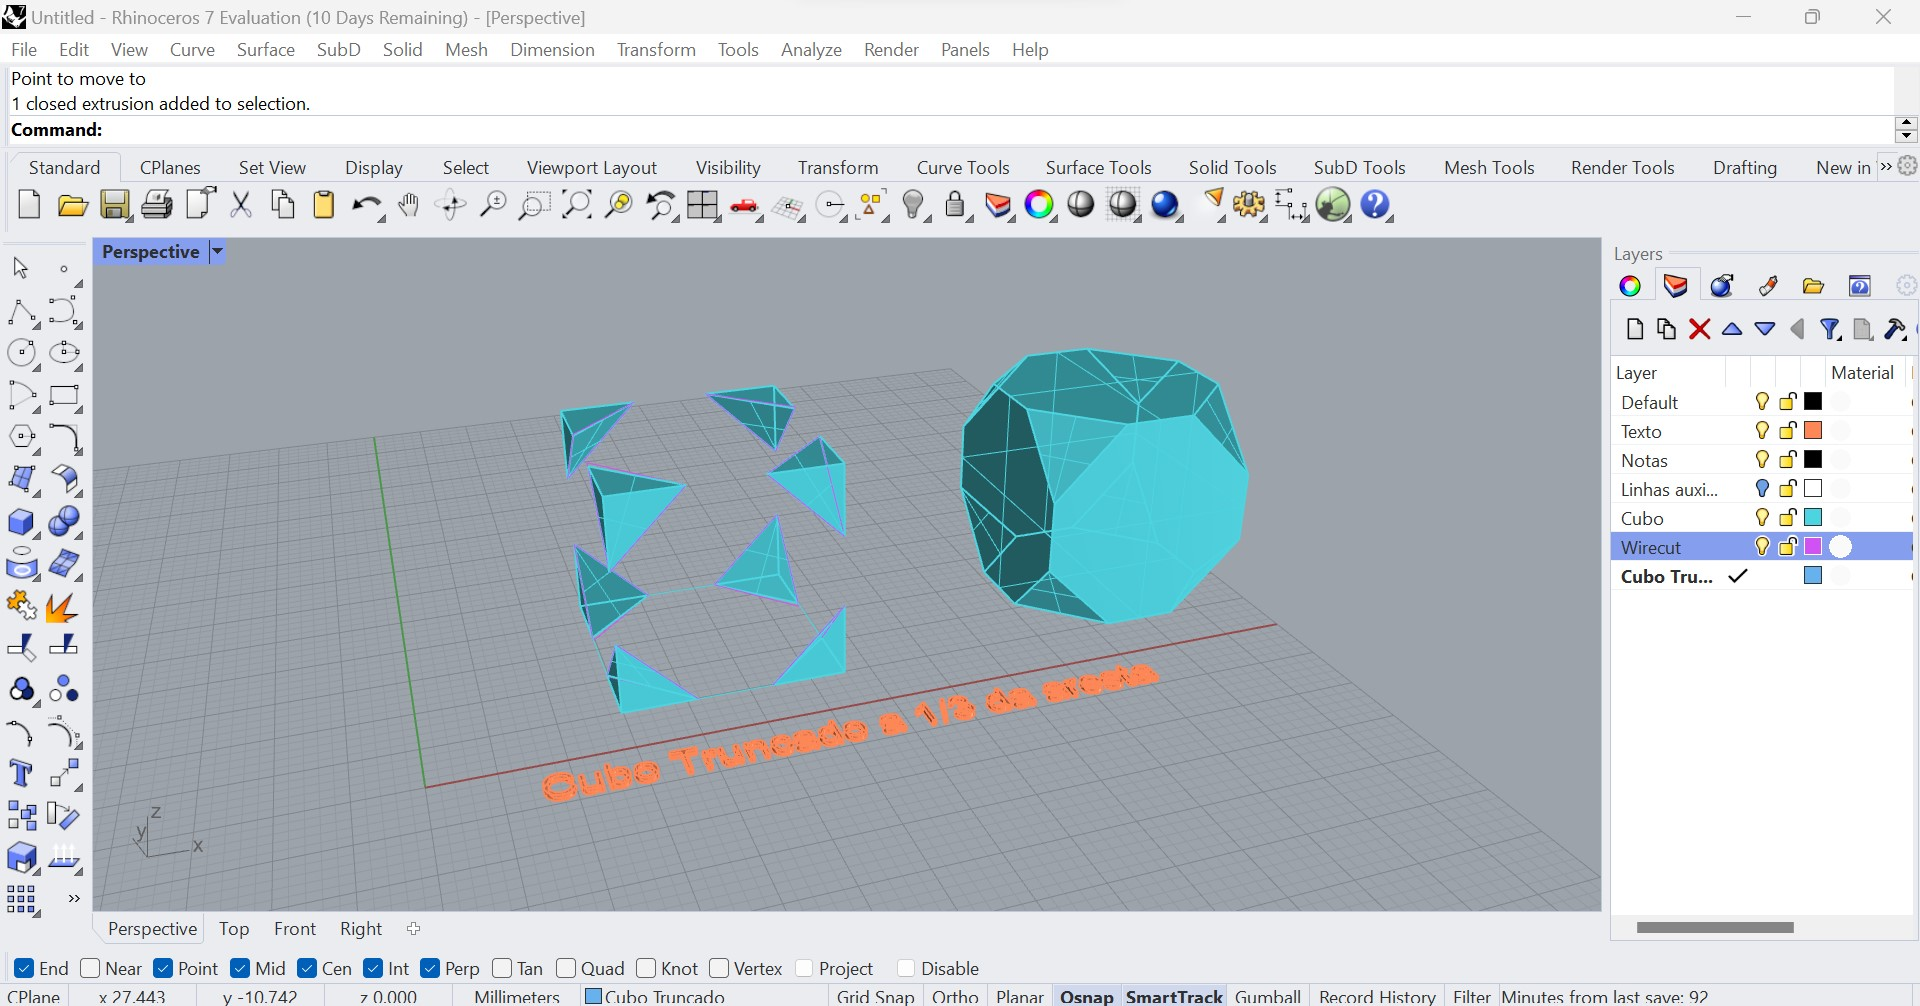 Untitled - Rhinoceros 7 Evaluation (10 Days Remaining) - [Perspective]
File Edit View Curve Surface SubD Solid Mesh Dimension Transform Tools Analyze Render Panels Help
Point to move to
1 closed extrusion added to selection.
Command:
Standard CPlanes Set View Display Select Viewport Layout Visibility Transform Curve Tools Surface Tools Solid Tools SubD Tools Mesh Tools Render Tools Drafting New in
Perspective
Layers
Layer Material
Default
Texto
Notas
Linhas auxi...
Cubo
Wirecut
Cubo Tru...
Cubo Truncado a 1/3 da aresta
z
y
x
Perspective Top Front Right
End Near Point Mid Cen Int Perp Tan Quad Knot Vertex Project Disable
CPlane x 27.443 y -10.742 z 0.000 Millimeters Cubo Truncado Grid Snap Ortho Planar Osnap SmartTrack Gumball Record History Filter Minutes from last save: 92